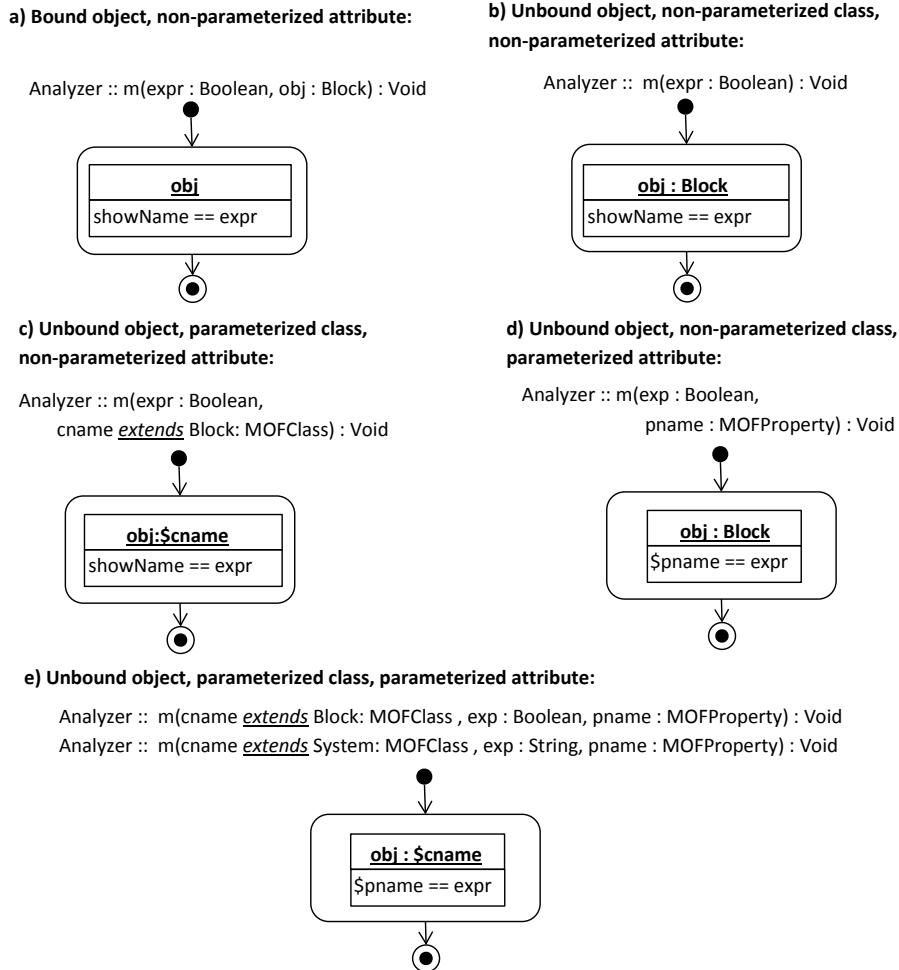 a) Bound object, non-parameterized attribute:
Analyzer :: m(expr : Boolean, obj : Block) : Void
obj
showName == expr
b) Unbound object, non-parameterized class,
non-parameterized attribute:
Analyzer :: m(expr : Boolean) : Void
obj : Block
showName == expr
c) Unbound object, parameterized class,
non-parameterized attribute:
Analyzer :: m(expr : Boolean,
cname extends Block: MOFClass) : Void
obj:$cname
showName == expr
d) Unbound object, non-parameterized class,
parameterized attribute:
Analyzer :: m(exp : Boolean,
pname : MOFProperty) : Void
obj : Block
$pname == expr
e) Unbound object, parameterized class, parameterized attribute:
Analyzer :: m(cname extends Block: MOFClass , exp : Boolean, pname : MOFProperty) : Void
Analyzer :: m(cname extends System: MOFClass , exp : String, pname : MOFProperty) : Void
obj : $cname
$pname == expr